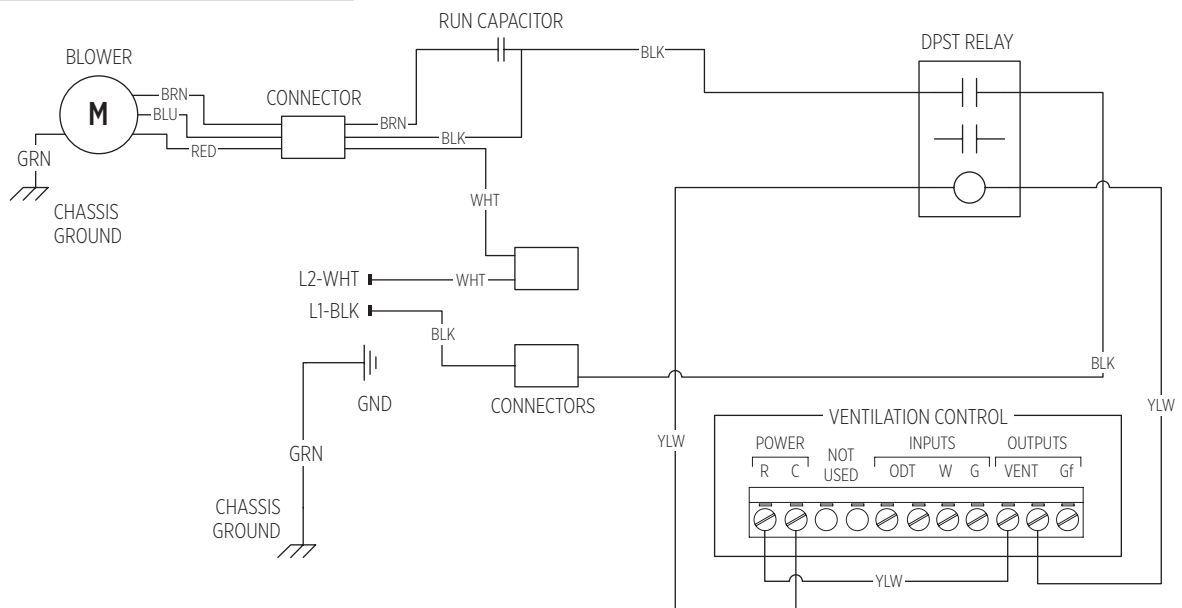 RUN CAPACITOR
DPST RELAY
BLOWER
BLK
BRN
CONNECTOR
M
BLU
BRN
BLK
RED
GRN
WHT
CHASSIS
GROUND
L2-WHT
WHT
L1-BLK
BLK
BLK
GND
CONNECTORS
YLW
VENTILATION CONTROL
YLW
POWER
NOT
USED
INPUTS
OUTPUTS
R
C
ODT
W
G
VENT
Gf
GRN
CHASSIS
GROUND
YLW